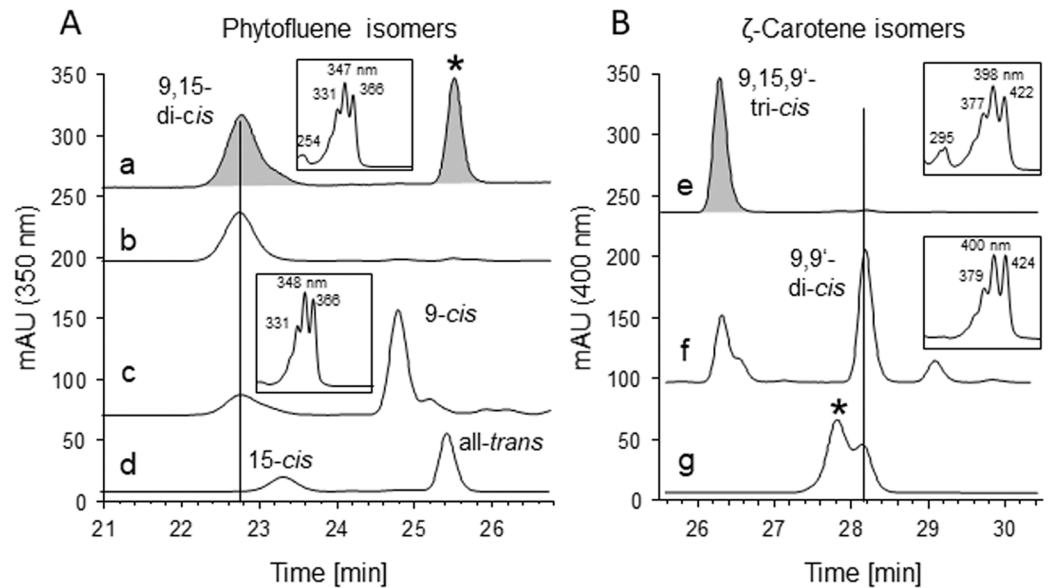 A
Phytofluene isomers
350
300
250
200
150
100
50
0
mAU (350 nm)
9,15-
di-cis
347 nm
331
366
254
*
a
b
348 nm
331
366
9-cis
c
15-cis
all-trans
d
21
22
23
24
25
26
Time [min]
B
ζ-Carotene isomers
350
300
250
200
150
100
50
0
mAU (400 nm)
9,15,9'-
tri-cis
398 nm
377
422
295
e
9,9'-
di-cis
400 nm
379
424
f
*
g
26
27
28
29
30
Time [min]